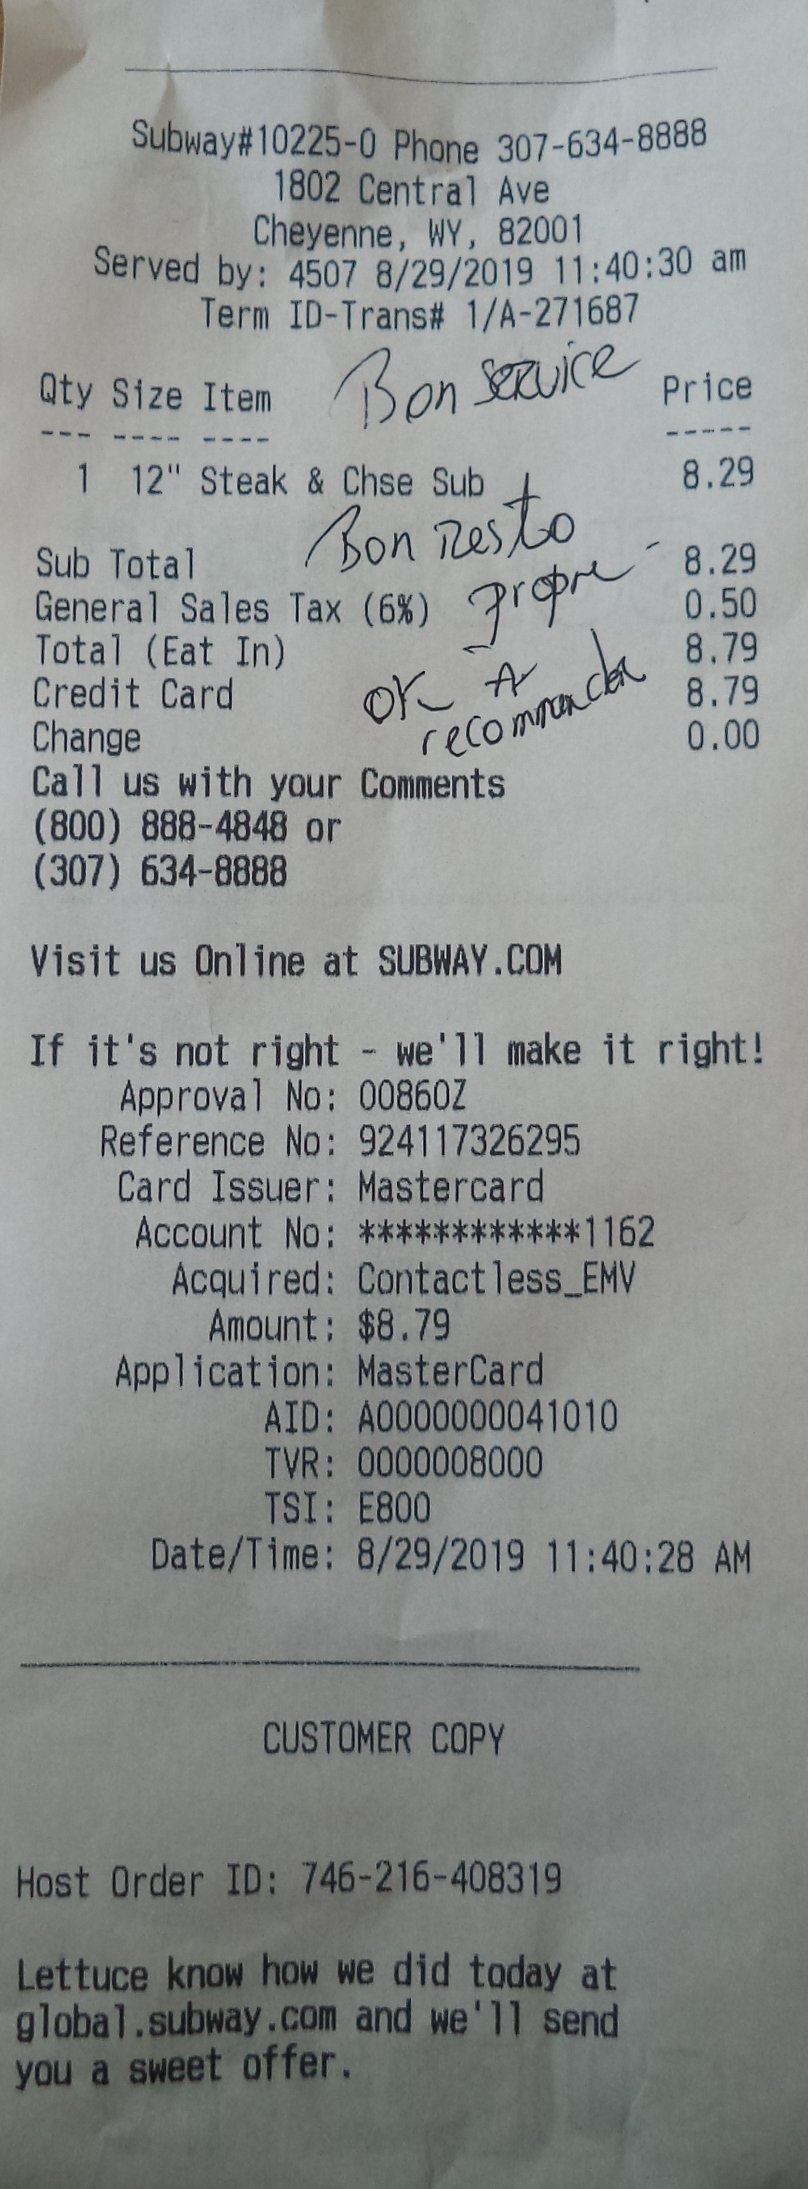 Subway#10225-0 Phone 307-634-8888
1802 Central Ave
Cheyenne, WY, 82001
Served by: 4507 8/29/2019 11:40:30 am
Term ID-Trans# 1/A-271687
Bon service
Qty Size Item Price
--- ---- ---- -----
1 12" Steak & Chse Sub 8.29
Bon Resto
Sub Total 8.29
propre
General Sales Tax (6%) 0.50
Total (Eat In) 8.79
ok A
Credit Card 8.79
recommander
Change 0.00
Call us with your Comments
(800) 888-4848 or
(307) 634-8888
Visit us Online at SUBWAY.COM
If it's not right - we'll make it right!
Approval No: 00860Z
Reference No: 924117326295
Card Issuer: Mastercard
Account No: ************1162
Acquired: Contactless_EMV
Amount: $8.79
Application: MasterCard
AID: A0000000041010
TVR: 0000008000
TSI: E800
Date/Time: 8/29/2019 11:40:28 AM
CUSTOMER COPY
Host Order ID: 746-216-408319
Lettuce know how we did today at
global.subway.com and we'll send
you a sweet offer.